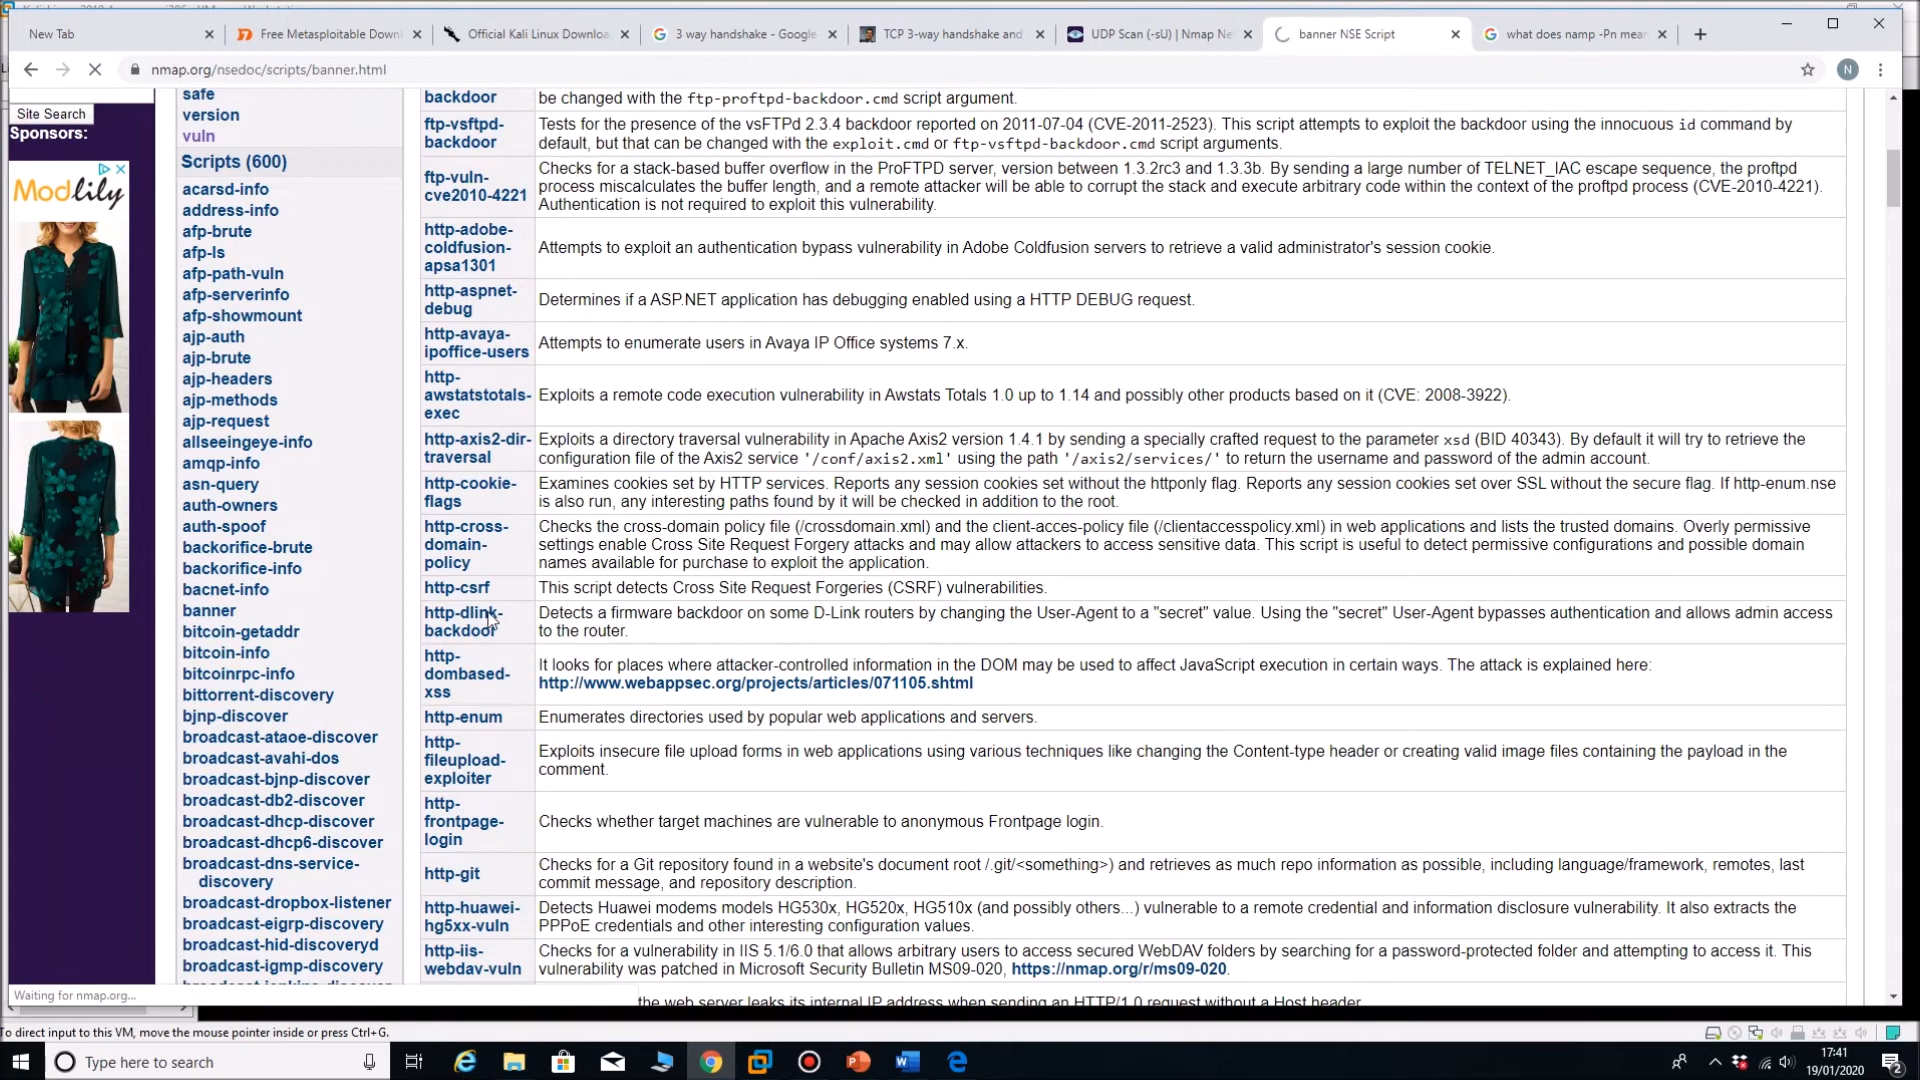 New Tab
Free Metasploitable Down
Official Kali Linux Downloa
3 way handshake - Google
TCP 3-way handshake and
UDP Scan (-sU) | Nmap Ne
banner NSE Script
what does namp -Pn mean
nmap.org/nsedoc/scripts/banner.html
N
Site Search
Sponsors:
Modlily
safe
version
vuln
Scripts (600)
acarsd-info
address-info
afp-brute
afp-ls
afp-path-vuln
afp-serverinfo
afp-showmount
ajp-auth
ajp-brute
ajp-headers
ajp-methods
ajp-request
allseeingeye-info
amqp-info
asn-query
auth-owners
auth-spoof
backorifice-brute
backorifice-info
bacnet-info
banner
bitcoin-getaddr
bitcoin-info
bitcoinrpc-info
bittorrent-discovery
bjnp-discover
broadcast-ataoe-discover
broadcast-avahi-dos
broadcast-bjnp-discover
broadcast-db2-discover
broadcast-dhcp-discover
broadcast-dhcp6-discover
broadcast-dns-service-
discovery
broadcast-dropbox-listener
broadcast-eigrp-discovery
broadcast-hid-discoveryd
broadcast-igmp-discovery
backdoor
be changed with the ftp-proftpd-backdoor.cmd script argument.
ftp-vsftpd-
backdoor
Tests for the presence of the vsFTPd 2.3.4 backdoor reported on 2011-07-04 (CVE-2011-2523). This script attempts to exploit the backdoor using the innocuous id command by
default, but that can be changed with the exploit.cmd or ftp-vsftpd-backdoor.cmd script arguments.
ftp-vuln-
cve2010-4221
Checks for a stack-based buffer overflow in the ProFTPD server, version between 1.3.2rc3 and 1.3.3b. By sending a large number of TELNET_IAC escape sequence, the proftpd
process miscalculates the buffer length, and a remote attacker will be able to corrupt the stack and execute arbitrary code within the context of the proftpd process (CVE-2010-4221).
Authentication is not required to exploit this vulnerability.
http-adobe-
coldfusion-
apsa1301
Attempts to exploit an authentication bypass vulnerability in Adobe Coldfusion servers to retrieve a valid administrator's session cookie.
http-aspnet-
debug
Determines if a ASP.NET application has debugging enabled using a HTTP DEBUG request.
http-avaya-
ipoffice-users
Attempts to enumerate users in Avaya IP Office systems 7.x.
http-
awstatstotals-
exec
Exploits a remote code execution vulnerability in Awstats Totals 1.0 up to 1.14 and possibly other products based on it (CVE: 2008-3922).
http-axis2-dir-
traversal
Exploits a directory traversal vulnerability in Apache Axis2 version 1.4.1 by sending a specially crafted request to the parameter xsd (BID 40343). By default it will try to retrieve the
configuration file of the Axis2 service '/conf/axis2.xml' using the path '/axis2/services/' to return the username and password of the admin account.
http-cookie-
flags
Examines cookies set by HTTP services. Reports any session cookies set without the httponly flag. Reports any session cookies set over SSL without the secure flag. If http-enum.nse
is also run, any interesting paths found by it will be checked in addition to the root.
http-cross-
domain-
policy
Checks the cross-domain policy file (/crossdomain.xml) and the client-acces-policy file (/clientaccesspolicy.xml) in web applications and lists the trusted domains. Overly permissive
settings enable Cross Site Request Forgery attacks and may allow attackers to access sensitive data. This script is useful to detect permissive configurations and possible domain
names available for purchase to exploit the application.
http-csrf
This script detects Cross Site Request Forgeries (CSRF) vulnerabilities.
http-dlink-
backdoor
Detects a firmware backdoor on some D-Link routers by changing the User-Agent to a "secret" value. Using the "secret" User-Agent bypasses authentication and allows admin access
to the router.
http-
dombased-
xss
It looks for places where attacker-controlled information in the DOM may be used to affect JavaScript execution in certain ways. The attack is explained here:
http://www.webappsec.org/projects/articles/071105.shtml
http-enum
Enumerates directories used by popular web applications and servers.
http-
fileupload-
exploiter
Exploits insecure file upload forms in web applications using various techniques like changing the Content-type header or creating valid image files containing the payload in the
comment.
http-
frontpage-
login
Checks whether target machines are vulnerable to anonymous Frontpage login.
http-git
Checks for a Git repository found in a website's document root /.git/<something>) and retrieves as much repo information as possible, including language/framework, remotes, last
commit message, and repository description.
http-huawei-
hg5xx-vuln
Detects Huawei modems models HG530x, HG520x, HG510x (and possibly others...) vulnerable to a remote credential and information disclosure vulnerability. It also extracts the
PPPoE credentials and other interesting configuration values.
http-iis-
webdav-vuln
Checks for a vulnerability in IIS 5.1/6.0 that allows arbitrary users to access secured WebDAV folders by searching for a password-protected folder and attempting to access it. This
vulnerability was patched in Microsoft Security Bulletin MS09-020, https://nmap.org/r/ms09-020.
the web server leaks its internal IP address when sending an HTTP/1.0 request without a Host header.
Waiting for nmap.org...
To direct input to this VM, move the mouse pointer inside or press Ctrl+G.
Type here to search
17:41
19/01/2020
2